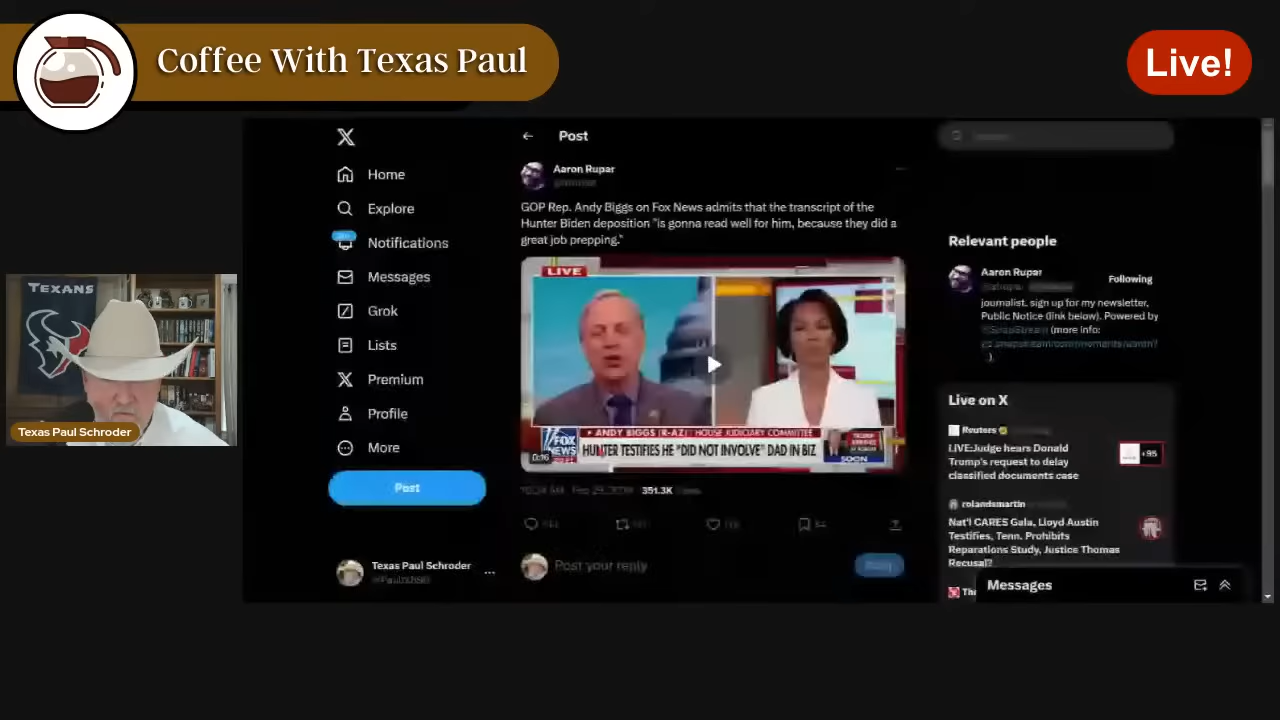 Coffee With Texas Paul
Live!
TEXANS
Texas Paul Schroder
X
Home
Explore
Notifications
Messages
Grok
Lists
Premium
Profile
More
Post
Texas Paul Schroder
Post
Aaron Rupar
GOP Rep. Andy Biggs on Fox News admits that the transcript of the
Hunter Biden deposition "is gonna read well for him, because they did a
great job prepping."
LIVE
ANDY BIGGS (R-AZ) | HOUSE JUDICIARY COMMITTEE
FOX
NEWS
HUNTER TESTIFIES HE "DID NOT INVOLVE" DAD IN BIZ
SOON
0:16
351.3K
Post your reply
Relevant people
Aaron Rupar
Following
journalist, sign up for my newsletter,
Public Notice (link below). Powered by
(more info:
Live on X
Reuters
LIVE:Judge hears Donald
Trump's request to delay
classified documents case
+95
rolandsmartin
Nat'l CARES Gala, Lloyd Austin
Testifies, Tenn. Prohibits
Reparations Study, Justice Thomas
Recusal?
Messages